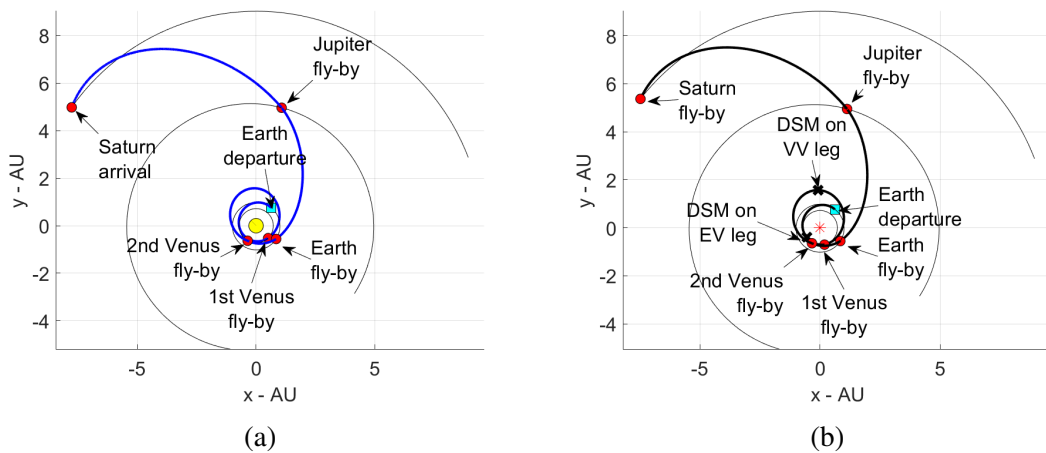 8
6
4
2
0
-2
-4
y - AU
-5
0
5
x - AU
Jupiter
fly-by
Earth
departure
Saturn
arrival
2nd Venus
fly-by
Earth
fly-by
1st Venus
fly-by
(a)
8
6
4
2
0
-2
-4
y - AU
-5
0
5
x - AU
Jupiter
fly-by
Saturn
fly-by
DSM on
VV leg
Earth
departure
DSM on
EV leg
Earth
fly-by
2nd Venus
fly-by
1st Venus
fly-by
(b)